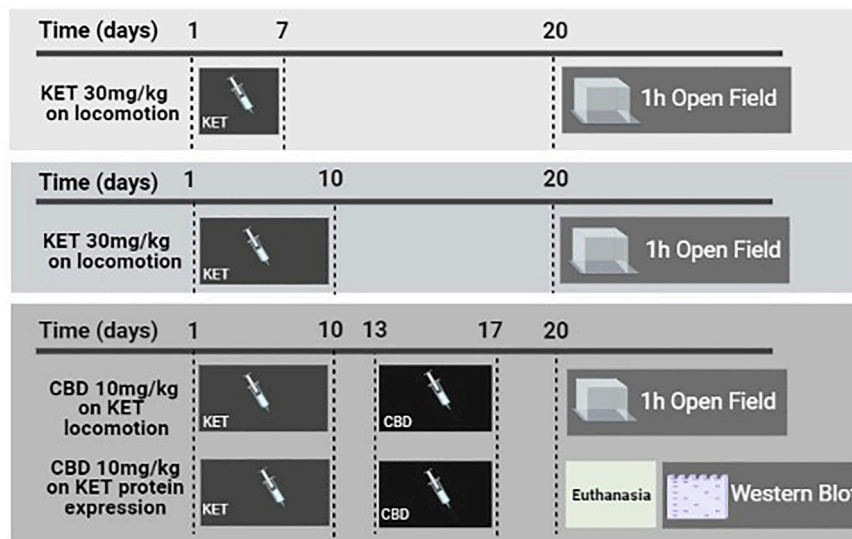 Time (days) 1 7 20
KET 30mg/kg
on locomotion
KET
1h Open Field
Time (days) 1 10 20
KET 30mg/kg
on locomotion
KET
1h Open Field
Time (days) 1 10 13 17 20
CBD 10mg/kg
on KET
locomotion
KET
CBD
1h Open Field
CBD 10mg/kg
on KET protein
expression
KET
CBD
Euthanasia
Western Blot